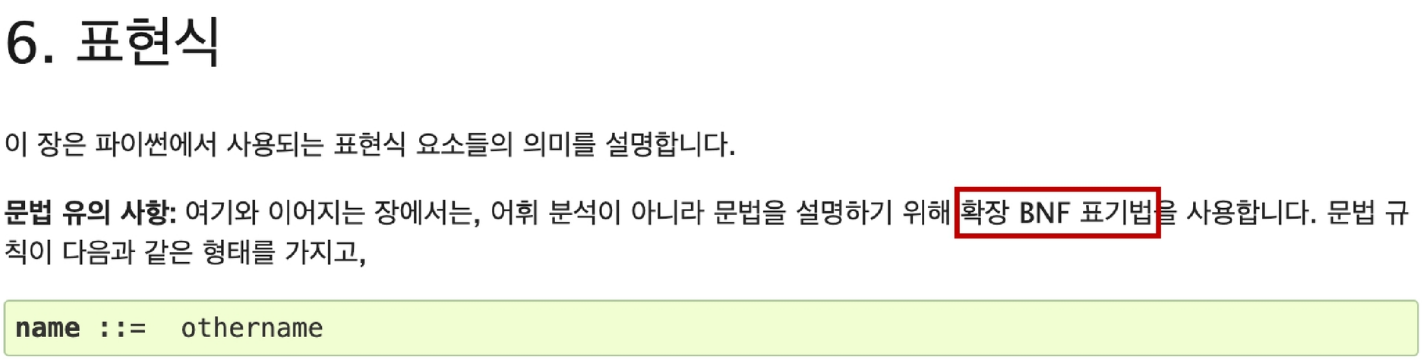 6. 표현식
이 장은 파이썬에서 사용되는 표현식 요소들의 의미를 설명합니다.
문법 유의 사항: 여기와 이어지는 장에서는, 어휘 분석이 아니라 문법을 설명하기 위해 확장 BNF 표기법을 사용합니다. 문법 규
칙이 다음과 같은 형태를 가지고,
name ::=  othername